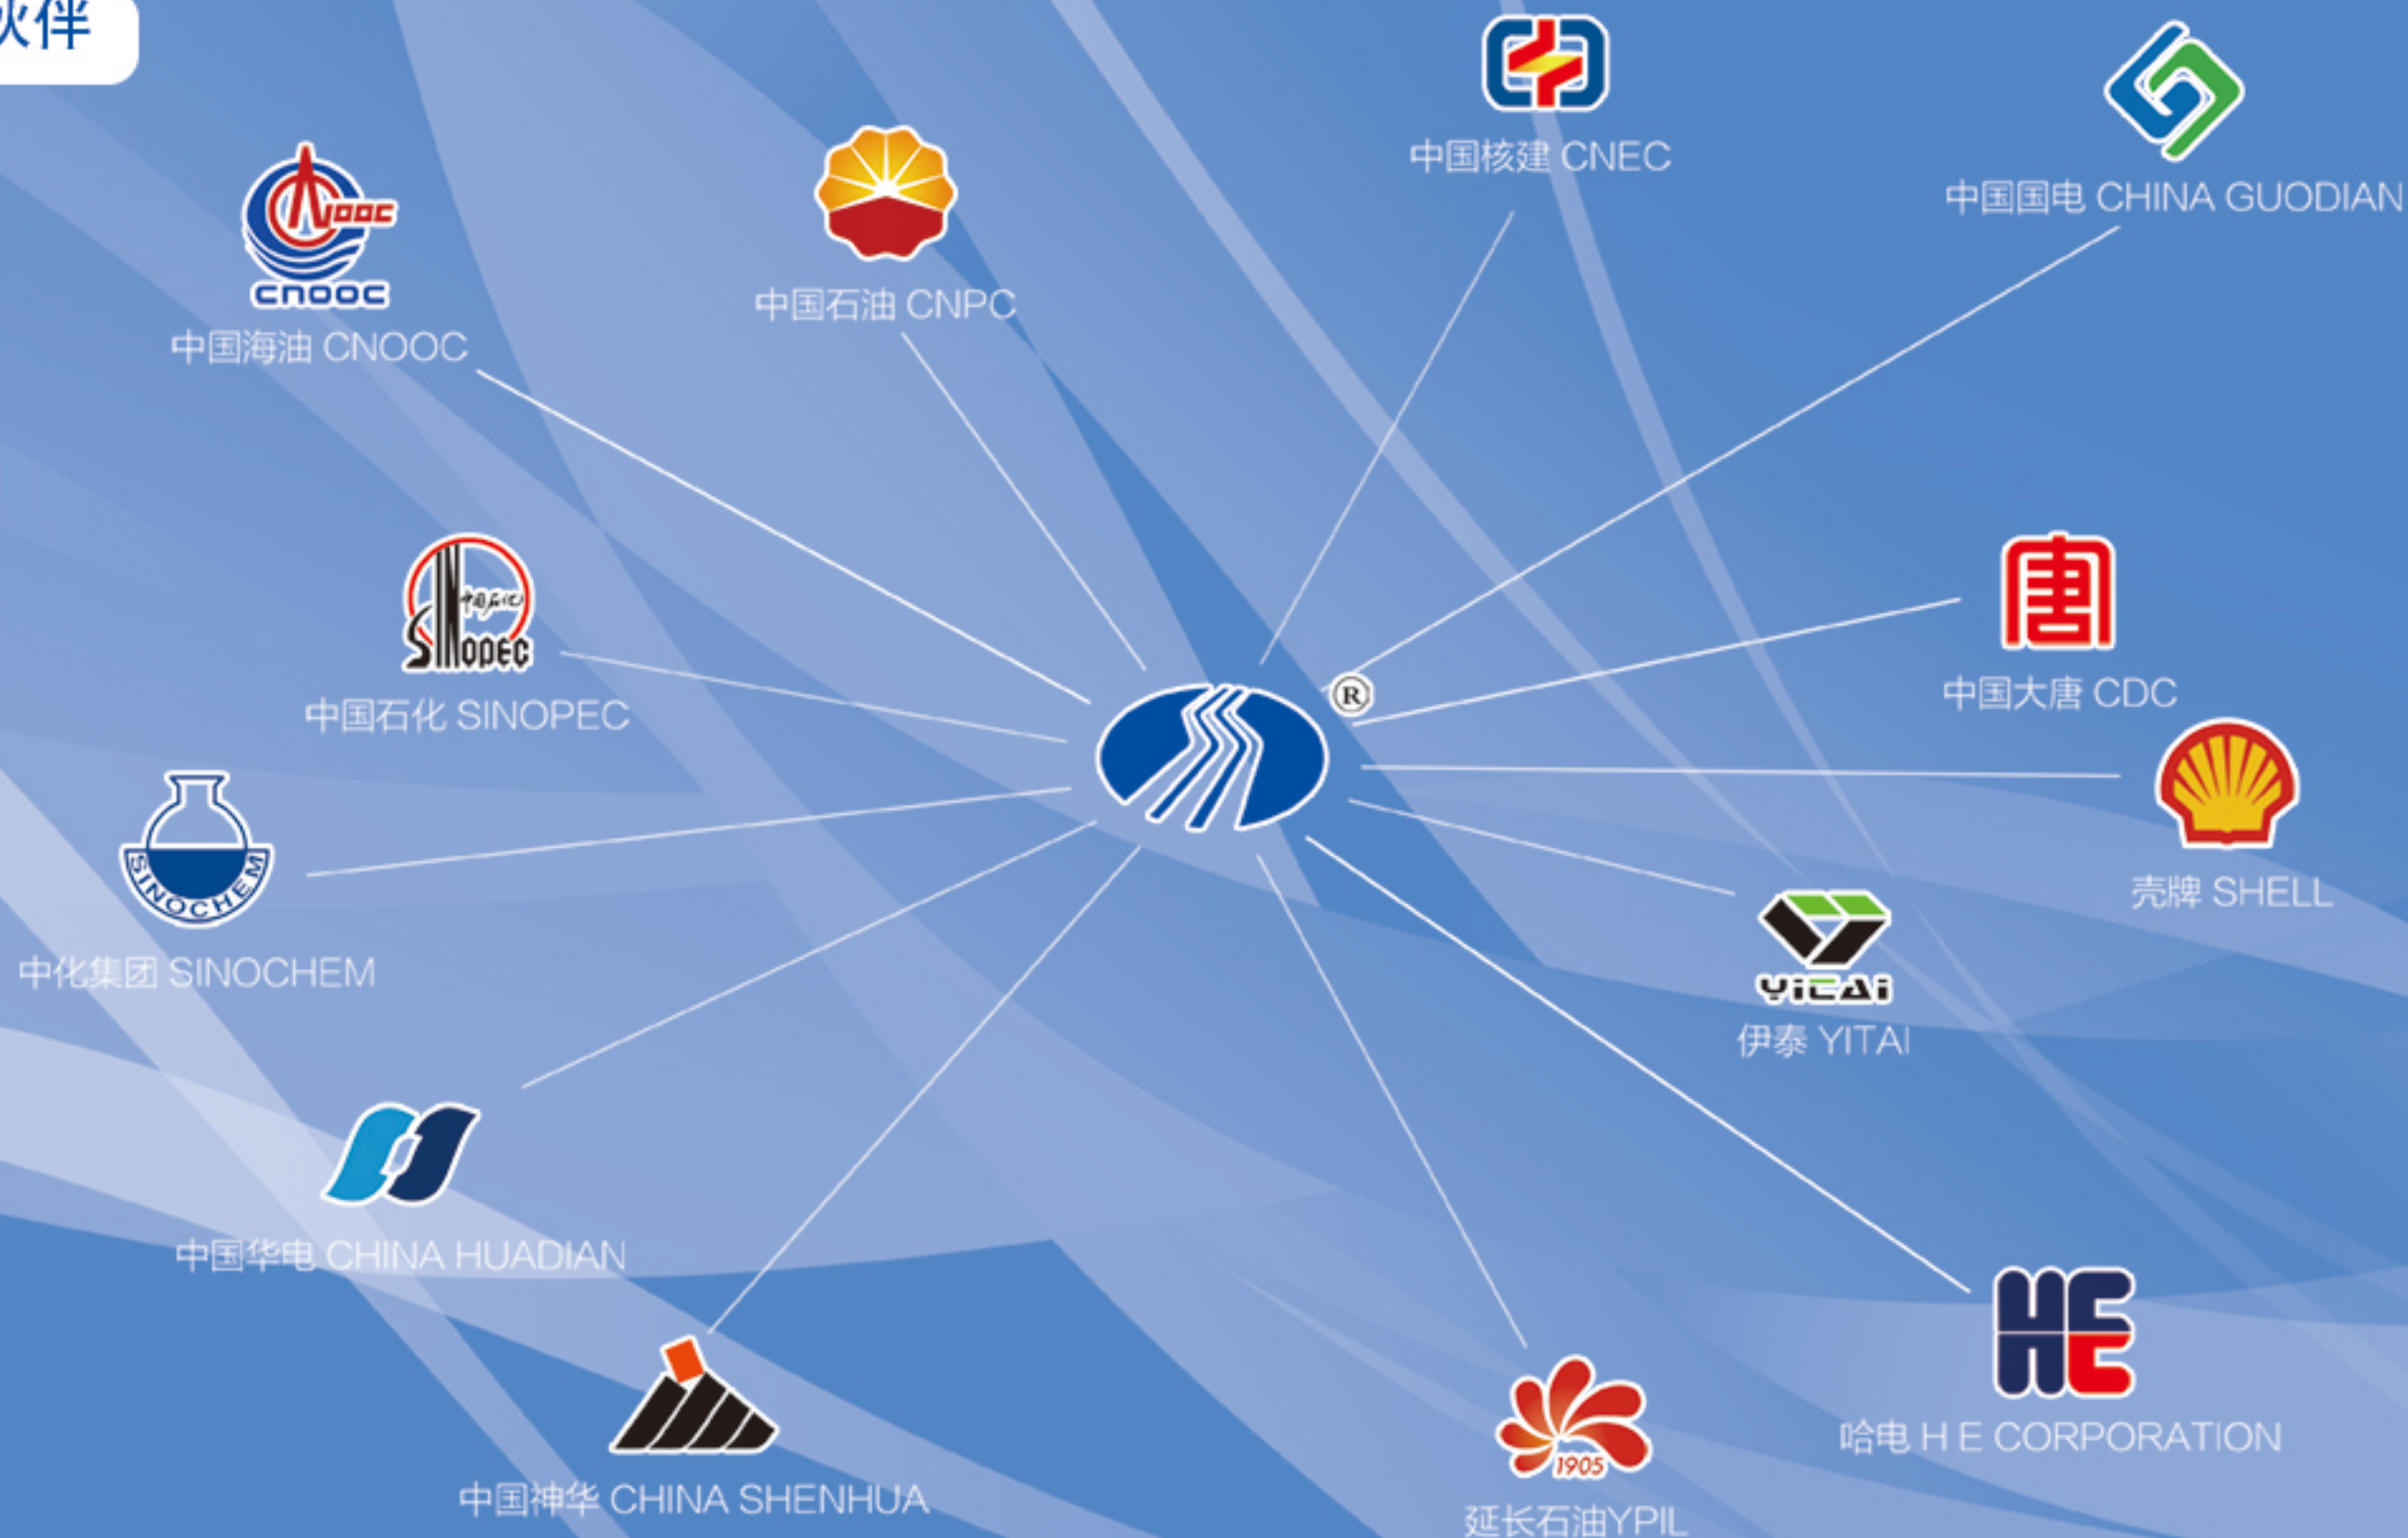 伙伴
中国核建 CNEC
中国国电 CHINA GUODIAN
CNOOC
CNOOC
中国海油 CNOOC
中国石油 CNPC
中国石化
SINOPEC
中国石化 SINOPEC
唐
中国大唐 CDC
®
壳牌 SHELL
SINOCHEM
中化集团 SINOCHEM
YITAI
伊泰 YITAI
中国华电 CHINA HUADIAN
HE
哈电 H E CORPORATION
中国神华 CHINA SHENHUA
1905
延长石油YPIL